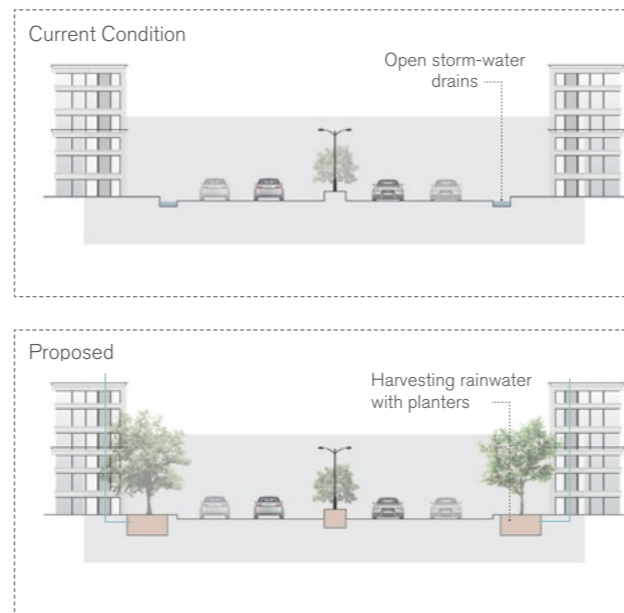 Current Condition
Open storm-water
drains
Proposed
Harvesting rainwater
with planters